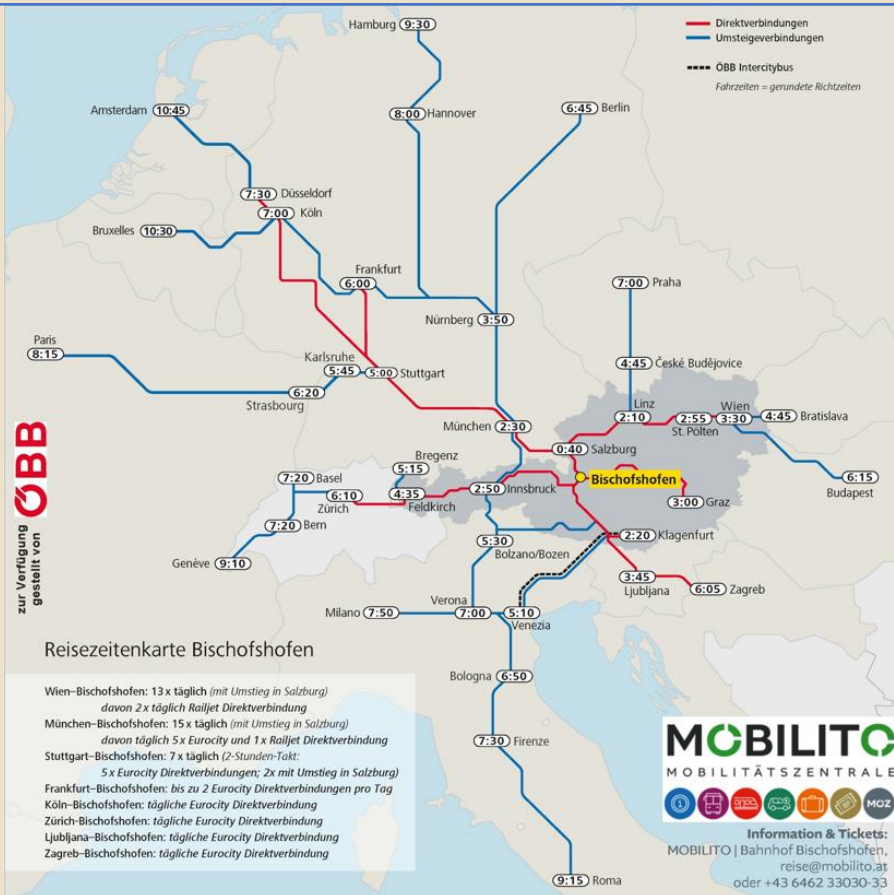 Hamburg 9:30
Direktverbindungen
Umsteigeverbindungen
ÖBB Intercitybus
Fahrzeiten = gerundete Richtzeiten
Amsterdam 10:45
8:00 Hannover
6:45 Berlin
7:30 Düsseldorf
7:00 Köln
Bruxelles 10:30
Frankfurt
6:00
7:00 Praha
Nürnberg 3:50
Paris
8:15
Karlsruhe
5:45 5:00 Stuttgart
4:45 České Budějovice
6:20
Strasbourg
Linz
2:10
Wien
2:55 3:30 4:45 Bratislava
St. Pölten
München 2:30
0:40 Salzburg
Bregenz
5:15
Bischofshofen
6:15
Budapest
7:20 Basel
6:10
Zürich
4:35
Feldkirch
2:50 Innsbruck
3:00
Graz
7:20
Bern
Genève 9:10
5:30
Bolzano/Bozen
2:20 Klagenfurt
3:45
Ljubljana
6:05 Zagreb
Verona
Milano 7:50 7:00 5:10
Venezia
Bologna 6:50
7:30 Firenze
9:15 Roma
zur Verfügung
gestellt von
ÖBB
Reisezeitenkarte Bischofshofen
Wien–Bischofshofen: 13 x täglich (mit Umstieg in Salzburg)
davon 2 x täglich Railjet Direktverbindung
München–Bischofshofen: 15 x täglich (mit Umstieg in Salzburg)
davon täglich 5 x Eurocity und 1 x Railjet Direktverbindung
Stuttgart–Bischofshofen: 7 x täglich (2-Stunden-Takt:
5 x Eurocity Direktverbindungen; 2x mit Umstieg in Salzburg)
Frankfurt–Bischofshofen: bis zu 2 Eurocity Direktverbindungen pro Tag
Köln–Bischofshofen: tägliche Eurocity Direktverbindung
Zürich-Bischofshofen: tägliche Eurocity Direktverbindung
Ljubljana–Bischofshofen: tägliche Eurocity Direktverbindung
Zagreb–Bischofshofen: tägliche Eurocity Direktverbindung
MOBILITO
MOBILITÄTSZENTRALE
MOZ
Information & Tickets:
MOBILITO | Bahnhof Bischofshofen,
reise@mobilito.at
oder +43 6462 33030-33